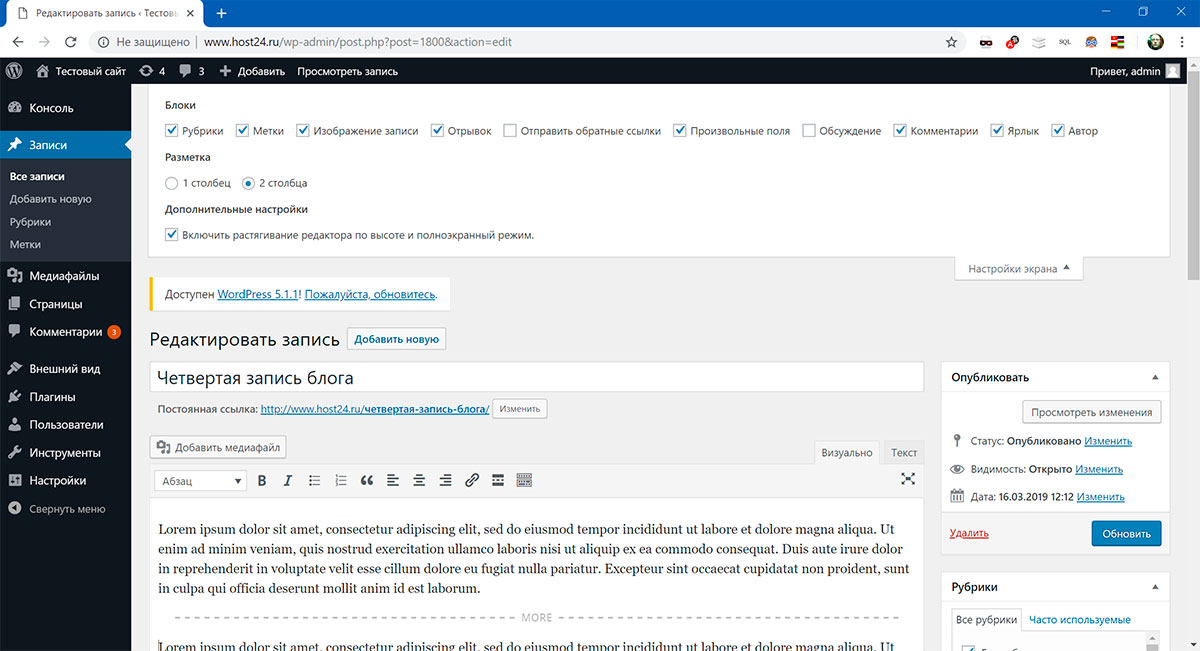 Редактировать запись ‹ Тестовы
Не защищено | www.host24.ru/wp-admin/post.php?post=1800&action=edit
SQL
Тестовый сайт 4 3 Добавить Просмотреть запись Привет, admin
Консоль
Записи
Все записи
Добавить новую
Рубрики
Метки
Медиафайлы
Страницы
Комментарии 3
Внешний вид
Плагины
Пользователи
Инструменты
Настройки
Свернуть меню
Блоки
Рубрики Метки Изображение записи Отрывок Отправить обратные ссылки Произвольные поля Обсуждение Комментарии Ярлык Автор
Разметка
1 столбец 2 столбца
Дополнительные настройки
Включить растягивание редактора по высоте и полноэкранный режим.
Настройки экрана
Доступен WordPress 5.1.1! Пожалуйста, обновитесь.
Редактировать запись Добавить новую
Четвертая запись блога
Постоянная ссылка: http://www.host24.ru/четвертая-запись-блога/ Изменить
Добавить медиафайл
Визуально Текст
Абзац B I
Lorem ipsum dolor sit amet, consectetur adipiscing elit, sed do eiusmod tempor incididunt ut labore et dolore magna aliqua. Ut
enim ad minim veniam, quis nostrud exercitation ullamco laboris nisi ut aliquip ex ea commodo consequat. Duis aute irure dolor
in reprehenderit in voluptate velit esse cillum dolore eu fugiat nulla pariatur. Excepteur sint occaecat cupidatat non proident, sunt
in culpa qui officia deserunt mollit anim id est laborum.
MORE
Lorem ipsum dolor sit amet, consectetur adipiscing elit, sed do eiusmod tempor incididunt ut labore et dolore magna aliqua. Ut
Опубликовать
Просмотреть изменения
Статус: Опубликовано Изменить
Видимость: Открыто Изменить
Дата: 16.03.2019 12:12 Изменить
Удалить Обновить
Рубрики
Все рубрики Часто используемые